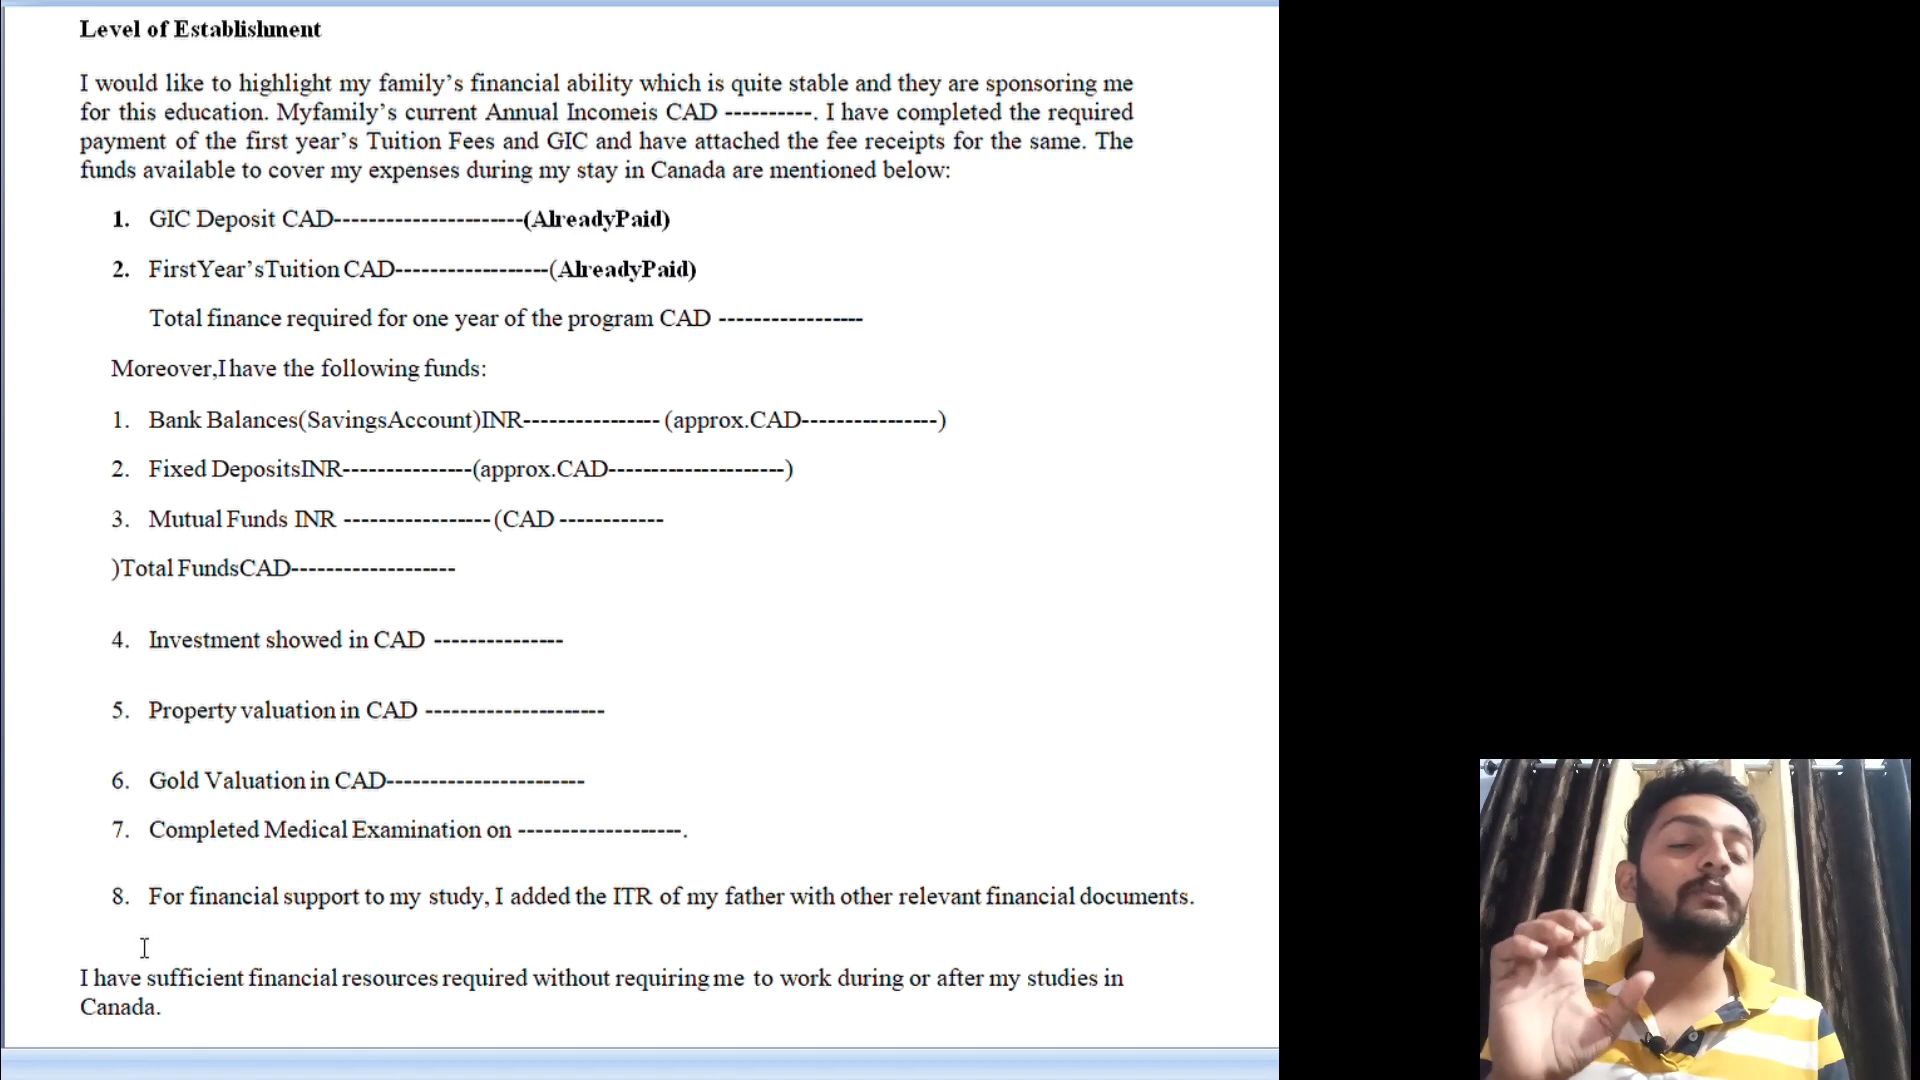 Level of Establishment
I would like to highlight my family’s financial ability which is quite stable and they are sponsoring me
for this education. Myfamily’s current Annual Incomeis CAD ----------. I have completed the required
payment of the first year’s Tuition Fees and GIC and have attached the fee receipts for the same. The
funds available to cover my expenses during my stay in Canada are mentioned below:
1. GIC Deposit CAD----------------------(AlreadyPaid)
2. FirstYear’sTuition CAD------------------(AlreadyPaid)
Total finance required for one year of the program CAD -----------------
Moreover,Ihave the following funds:
1. Bank Balances(SavingsAccount)INR---------------- (approx.CAD----------------)
2. Fixed DepositsINR---------------(approx.CAD---------------------)
3. Mutual Funds INR ------------------(CAD ------------
)Total FundsCAD-------------------
4. Investment showed in CAD ---------------
5. Property valuation in CAD ---------------------
6. Gold Valuation in CAD-----------------------
7. Completed Medical Examination on -------------------.
8. For financial support to my study, I added the ITR of my father with other relevant financial documents.
I have sufficient financial resources required without requiring me to work during or after my studies in
Canada.